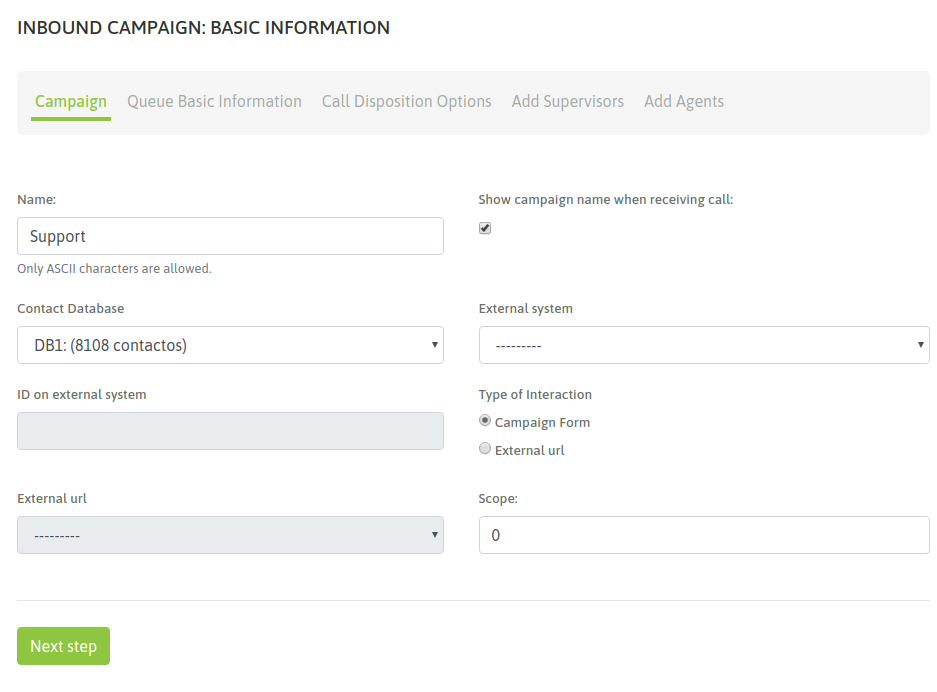 INBOUND CAMPAIGN: BASIC INFORMATION
Campaign Queue Basic Information Call Disposition Options Add Supervisors Add Agents
Name:
Show campaign name when receiving call:
Support
Only ASCII characters are allowed.
Contact Database
External system
DB1: (8108 contactos)
---------
ID on external system
Type of Interaction
Campaign Form
External url
External url
Scope:
---------
0
Next step